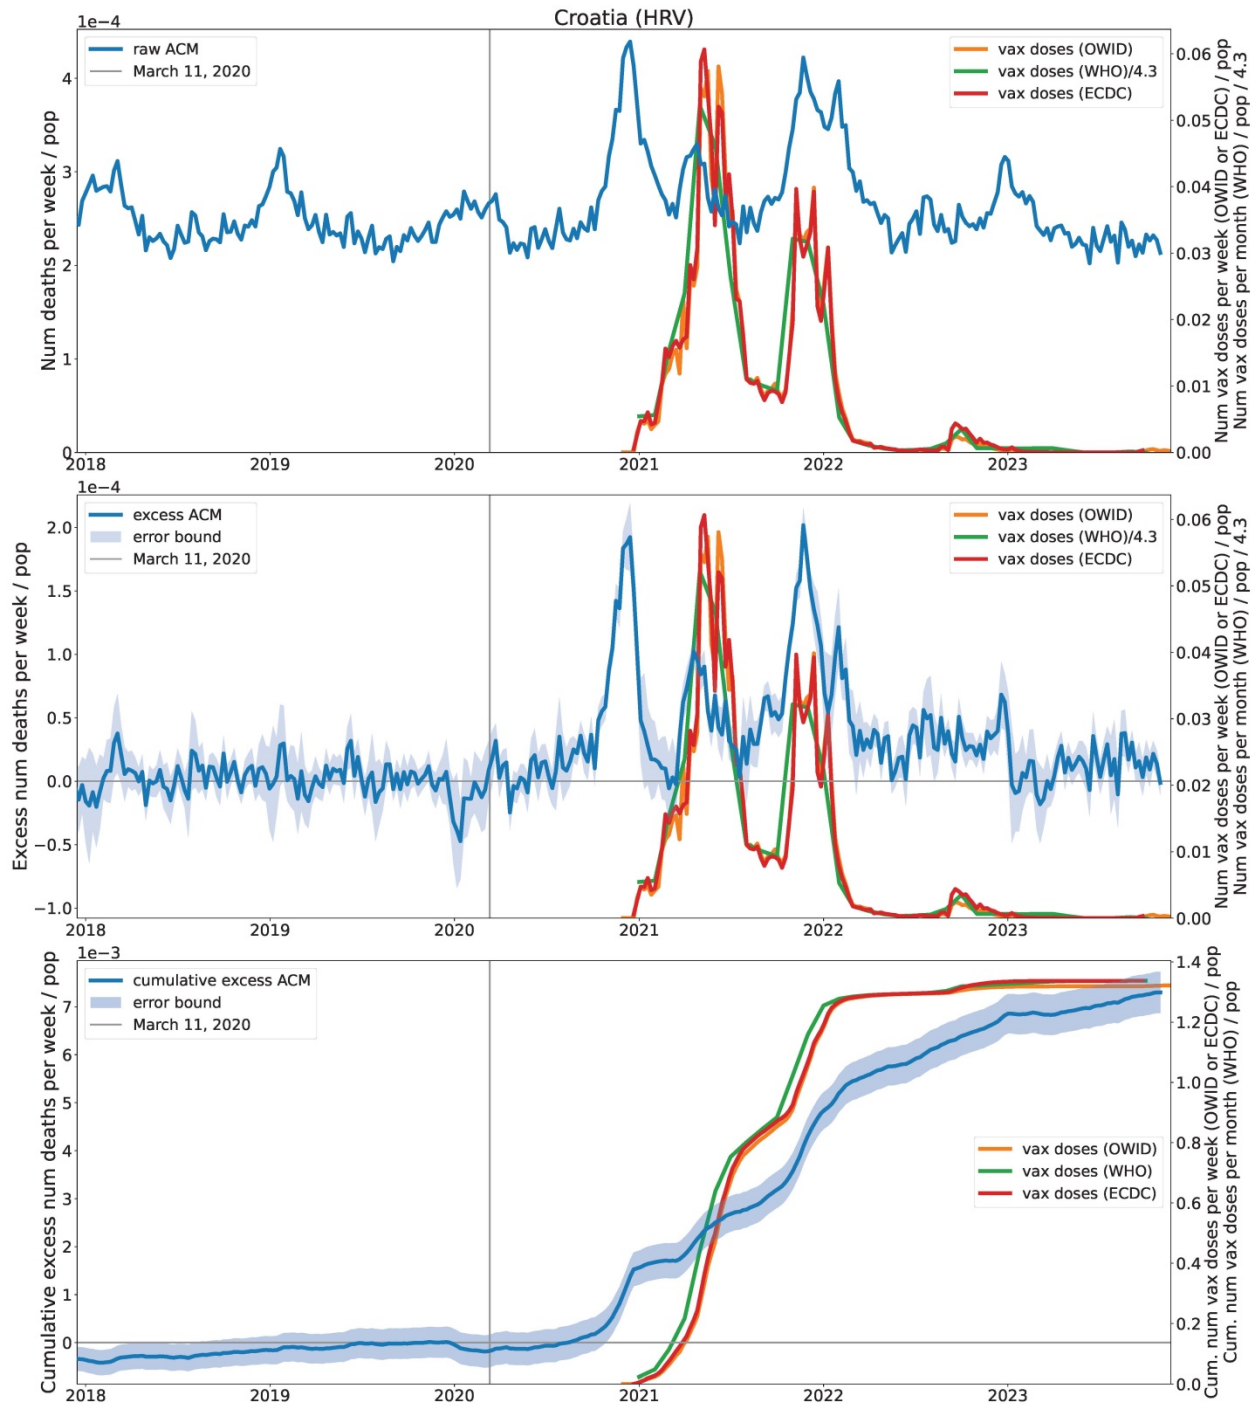 Croatia (HRV)
1e−4
raw ACM
March 11, 2020
vax doses (OWID)
vax doses (WHO)/4.3
vax doses (ECDC)
Num deaths per week / pop
4
3
2
1
0
Num vax doses per week (OWID or ECDC) / pop
Num vax doses per month (WHO) / pop / 4.3
0.06
0.05
0.04
0.03
0.02
0.01
0.00
2018 2019 2020 2021 2022 2023
1e−4
excess ACM
error bound
March 11, 2020
vax doses (OWID)
vax doses (WHO)/4.3
vax doses (ECDC)
Excess num deaths per week / pop
2.0
1.5
1.0
0.5
0.0
−0.5
−1.0
Num vax doses per week (OWID or ECDC) / pop
Num vax doses per month (WHO) / pop / 4.3
0.06
0.05
0.04
0.03
0.02
0.01
0.00
2018 2019 2020 2021 2022 2023
1e−3
cumulative excess ACM
error bound
March 11, 2020
vax doses (OWID)
vax doses (WHO)
vax doses (ECDC)
Cumulative excess num deaths per week / pop
7
6
5
4
3
2
1
0
Cum. num vax doses per week (OWID or ECDC) / pop
Cum. num vax doses per month (WHO) / pop
1.4
1.2
1.0
0.8
0.6
0.4
0.2
0.0
2018 2019 2020 2021 2022 2023